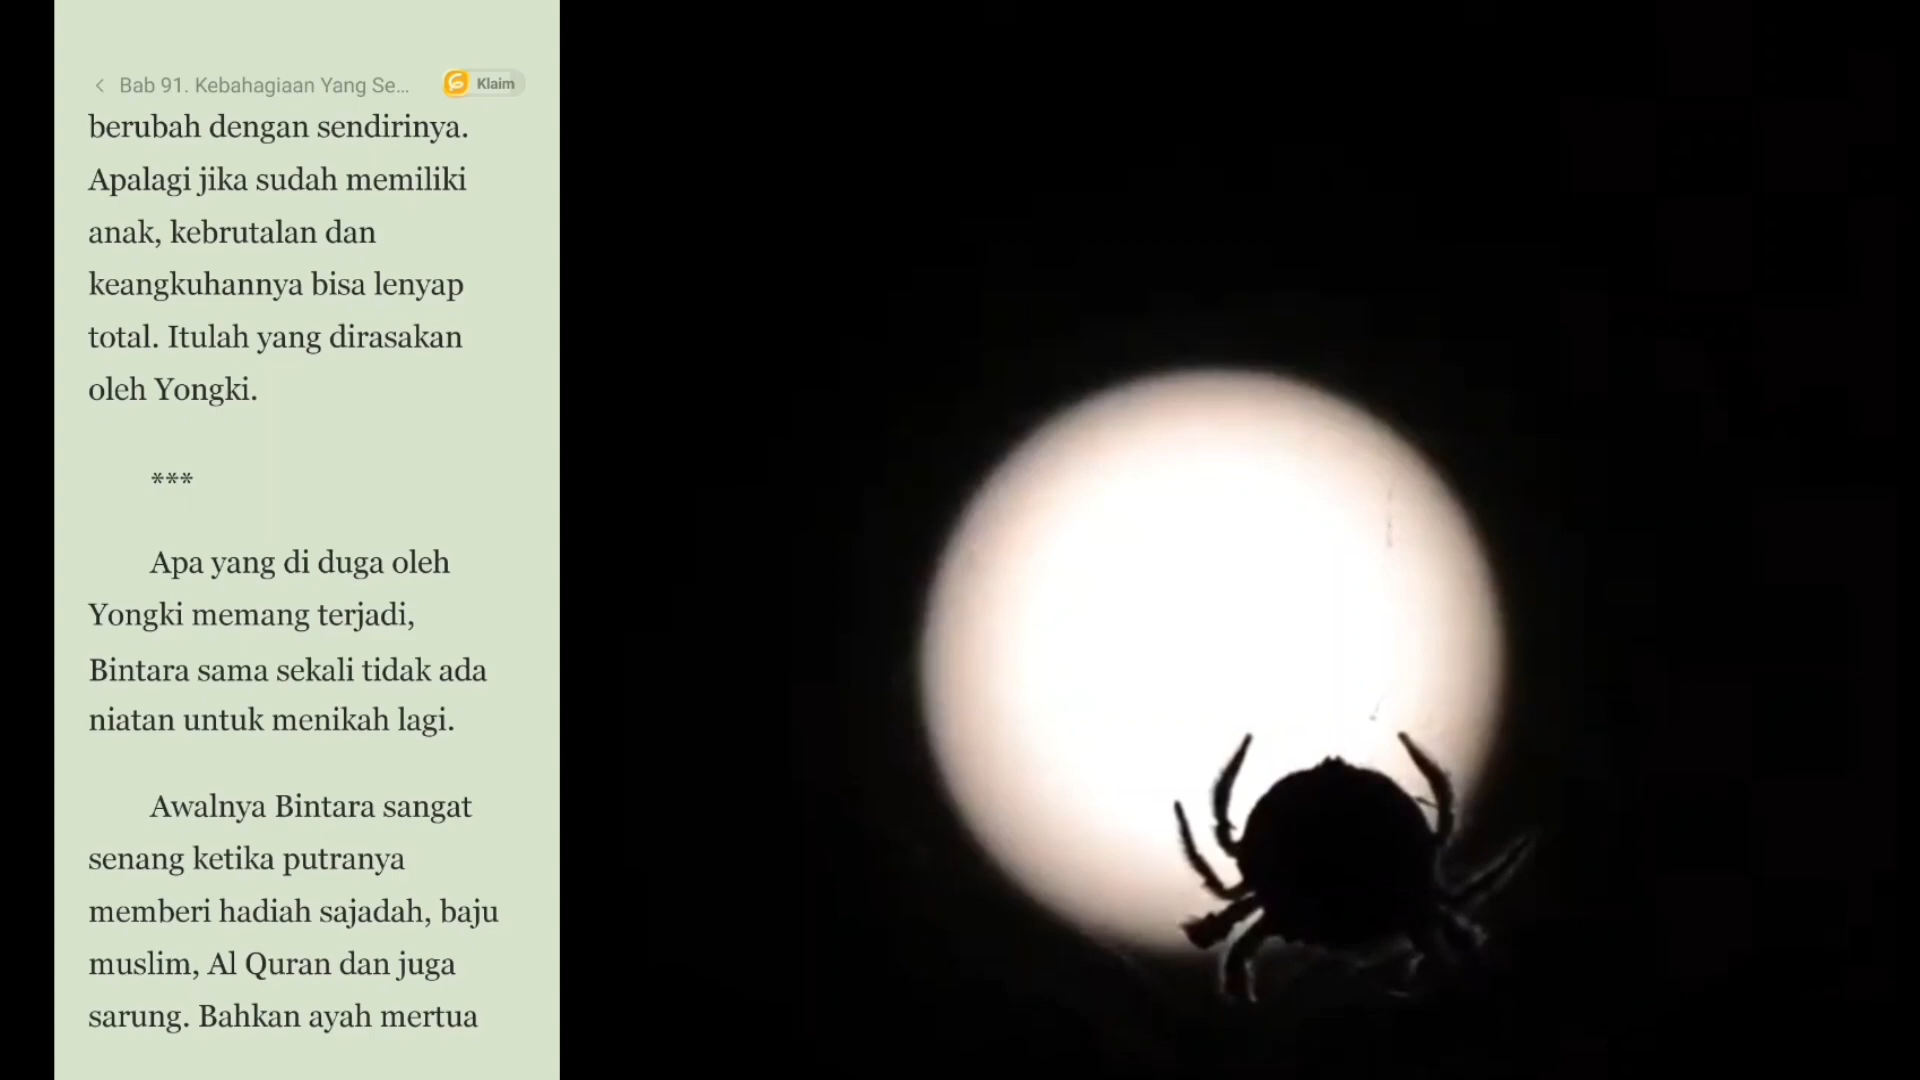 Bab 91. Kebahagiaan Yang Se...
Klaim
berubah dengan sendirinya.
Apalagi jika sudah memiliki
anak, kebrutalan dan
keangkuhannya bisa lenyap
total. Itulah yang dirasakan
oleh Yongki.
***
Apa yang di duga oleh
Yongki memang terjadi,
Bintara sama sekali tidak ada
niatan untuk menikah lagi.
Awalnya Bintara sangat
senang ketika putranya
memberi hadiah sajadah, baju
muslim, Al Quran dan juga
sarung. Bahkan ayah mertua